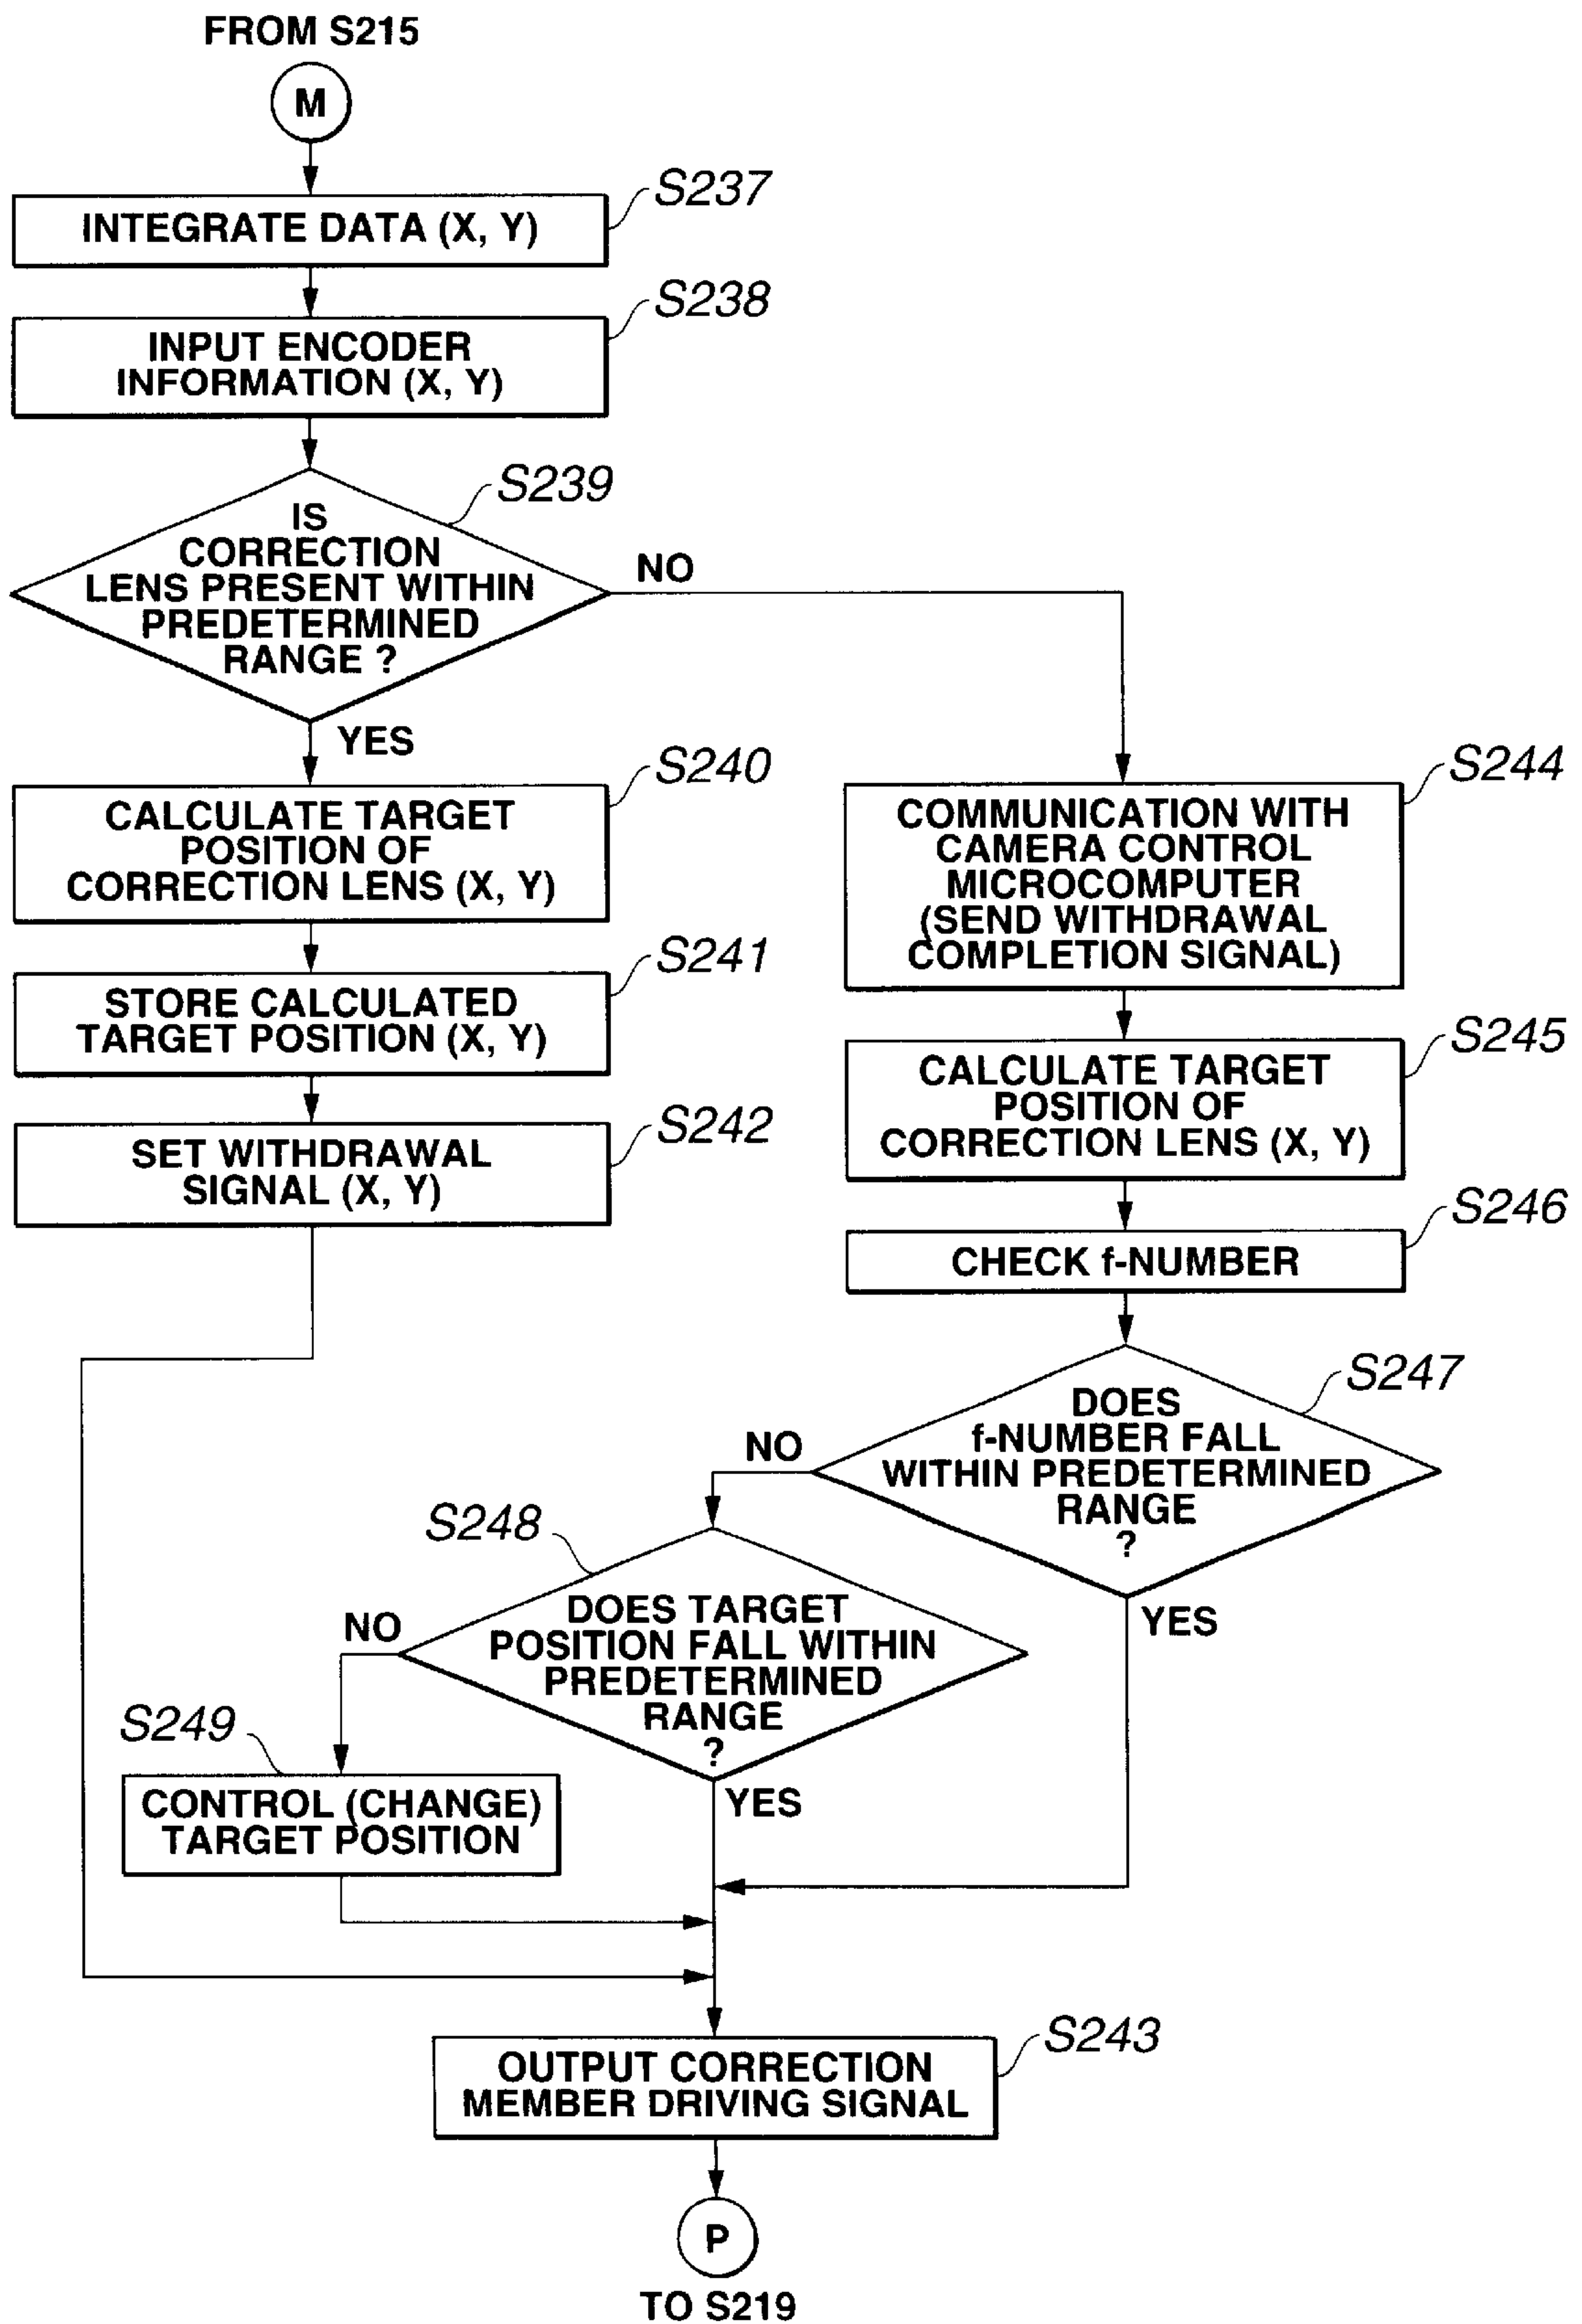 FROM S215
M
S237
INTEGRATE DATA (X, Y)
S238
INPUT ENCODER
INFORMATION (X, Y)
S239
IS
CORRECTION
LENS PRESENT WITHIN
PREDETERMINED
RANGE ?
NO
YES
S240
CALCULATE TARGET
POSITION OF
CORRECTION LENS (X, Y)
S241
STORE CALCULATED
TARGET POSITION (X, Y)
S242
SET WITHDRAWAL
SIGNAL (X, Y)
S244
COMMUNICATION WITH
CAMERA CONTROL
MICROCOMPUTER
(SEND WITHDRAWAL
COMPLETION SIGNAL)
S245
CALCULATE TARGET
POSITION OF
CORRECTION LENS (X, Y)
S246
CHECK f-NUMBER
S247
DOES
f-NUMBER FALL
WITHIN PREDETERMINED
RANGE
?
NO
YES
S248
DOES TARGET
POSITION FALL WITHIN
PREDETERMINED
RANGE
?
NO
YES
S249
CONTROL (CHANGE)
TARGET POSITION
S243
OUTPUT CORRECTION
MEMBER DRIVING SIGNAL
P
TO S219